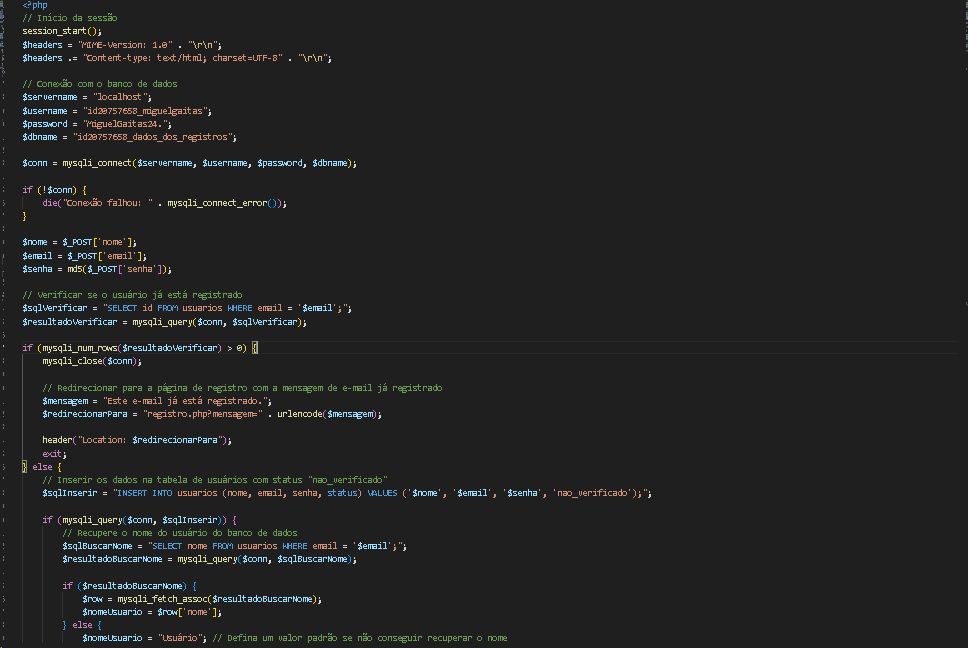 <?php
// Início da sessão
session_start();
$headers = "MIME-Version: 1.0" . "\r\n";
$headers .= "Content-type: text/html; charset=UTF-8" . "\r\n";
// Conexão com o banco de dados
$servername = "localhost";
$username = "id20757658_miguelgaitas";
$password = "MiguelGaitas24.";
$dbname = "id20757658_dados_dos_registros";
$conn = mysqli_connect($servername, $username, $password, $dbname);
if (!$conn) {
die("Conexão falhou: " . mysqli_connect_error());
}
$nome = $_POST['nome'];
$email = $_POST['email'];
$senha = md5($_POST['senha']);
// Verificar se o usuário já está registrado
$sqlVerificar = "SELECT id FROM usuarios WHERE email = '$email';";
$resultadoVerificar = mysqli_query($conn, $sqlVerificar);
if (mysqli_num_rows($resultadoVerificar) > 0) {
mysqli_close($conn);
// Redirecionar para a página de registro com a mensagem de e-mail já registrado
$mensagem = "Este e-mail já está registrado.";
$redirecionarPara = "registro.php?mensagem=" . urlencode($mensagem);
header("Location: $redirecionarPara");
exit;
} else {
// Inserir os dados na tabela de usuários com status "nao_verificado"
$sqlInserir = "INSERT INTO usuarios (nome, email, senha, status) VALUES ('$nome', '$email', '$senha', 'nao_verificado');";
if (mysqli_query($conn, $sqlInserir)) {
// Recupere o nome do usuário do banco de dados
$sqlBuscarNome = "SELECT nome FROM usuarios WHERE email = '$email';";
$resultadoBuscarNome = mysqli_query($conn, $sqlBuscarNome);
if ($resultadoBuscarNome) {
$row = mysqli_fetch_assoc($resultadoBuscarNome);
$nomeUsuario = $row['nome'];
} else {
$nomeUsuario = "Usuário"; // Defina um valor padrão se não conseguir recuperar o nome